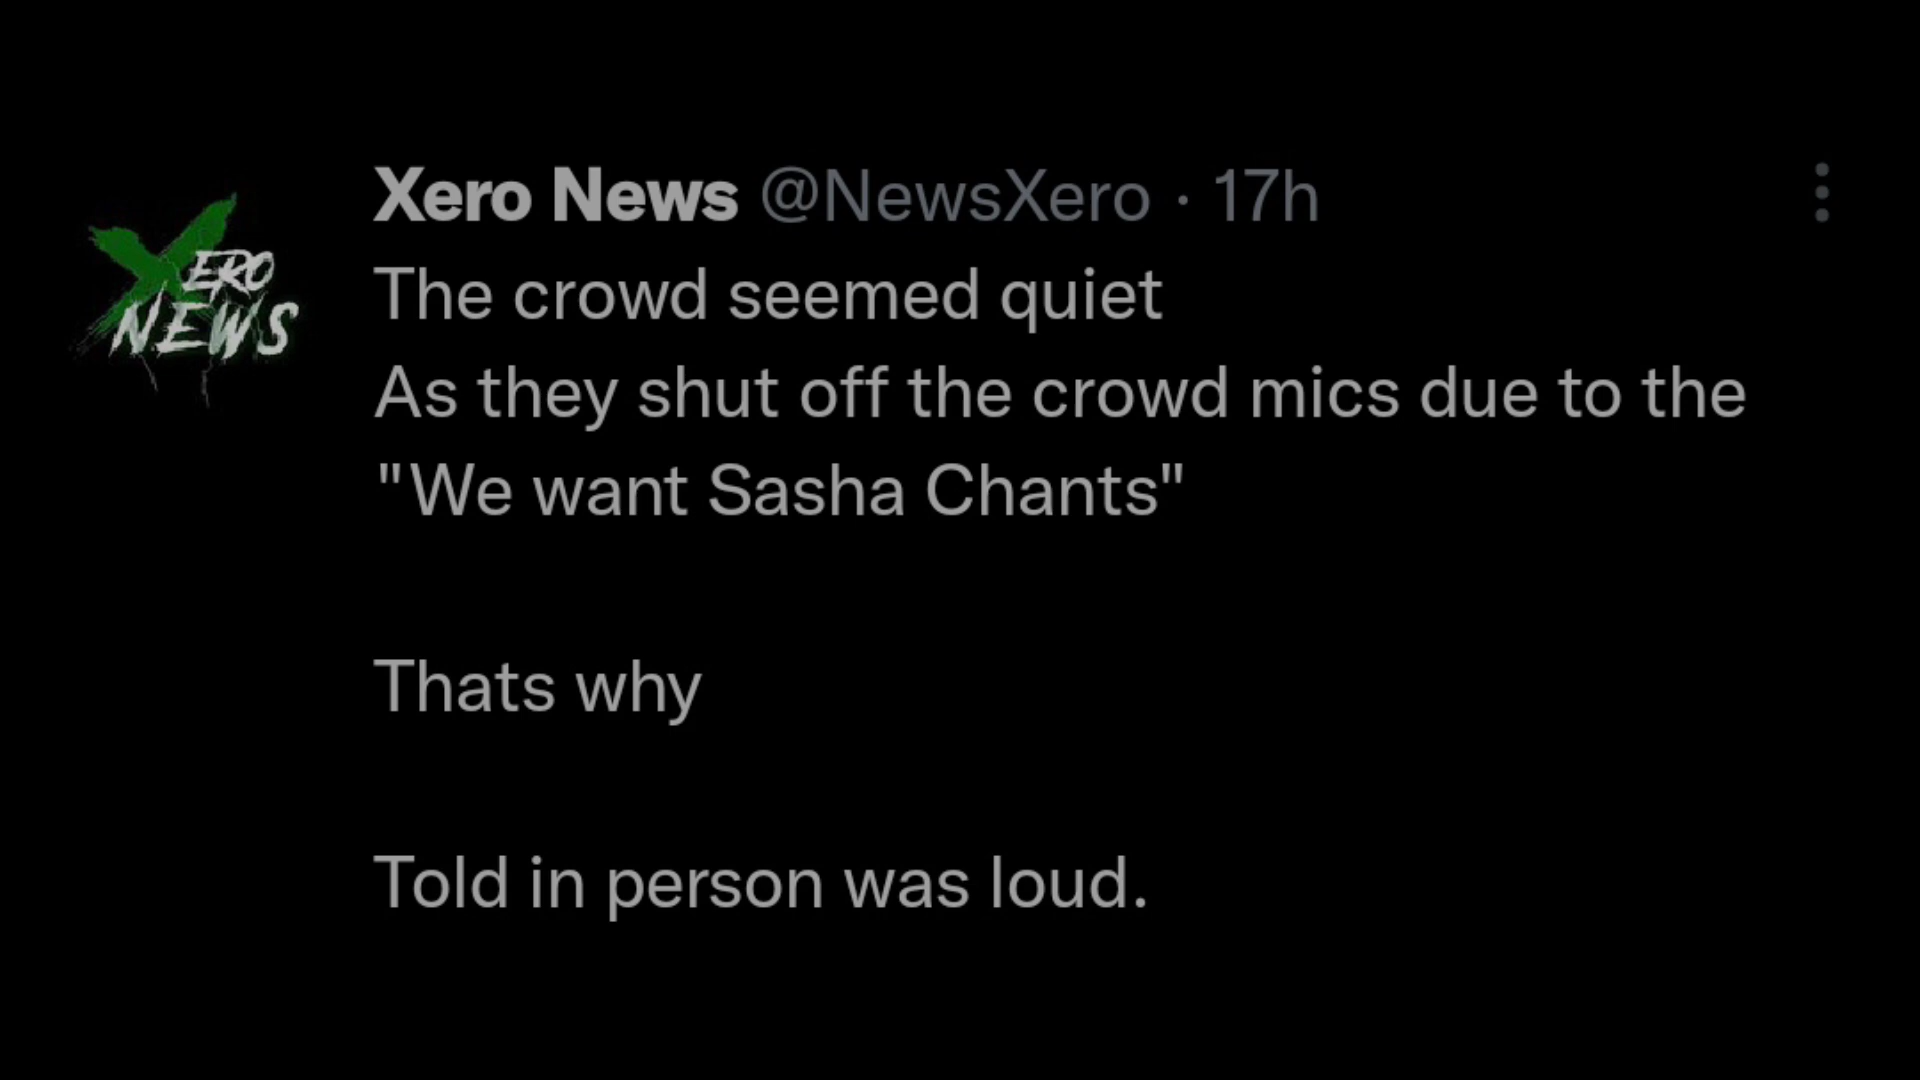 XERO
NEWS
Xero News @NewsXero · 17h
The crowd seemed quiet
As they shut off the crowd mics due to the
"We want Sasha Chants"
Thats why
Told in person was loud.